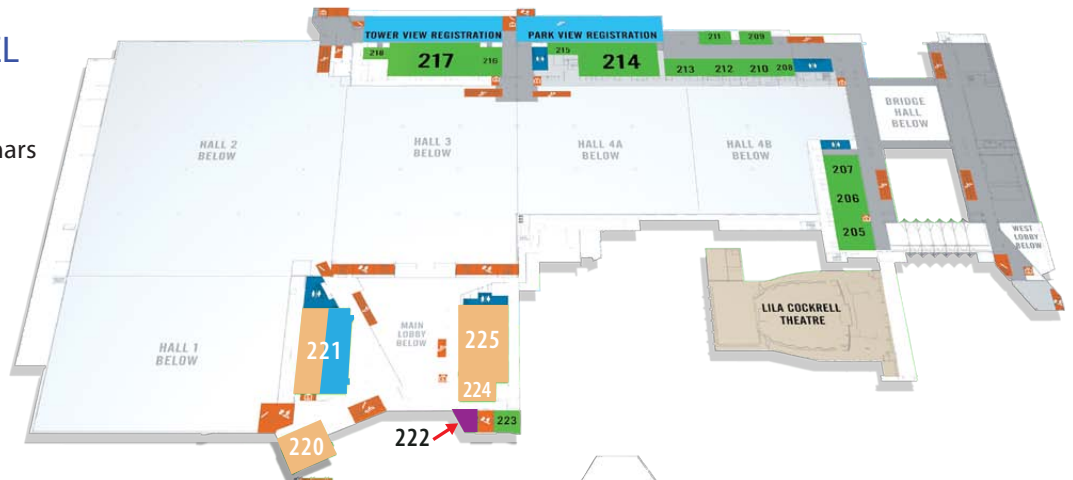 EL
nars
TOWER VIEW REGISTRATION
PARK VIEW REGISTRATION
218
217
216
215
214
211
209
213
212
210
208
BRIDGE
HALL
BELOW
HALL 2
BELOW
HALL 3
BELOW
HALL 4A
BELOW
HALL 4B
BELOW
207
206
205
WEST
LOBBY
BELOW
LILA COCKRELL
THEATRE
MAIN
LOBBY
BELOW
HALL 1
BELOW
221
225
224
223
222
220